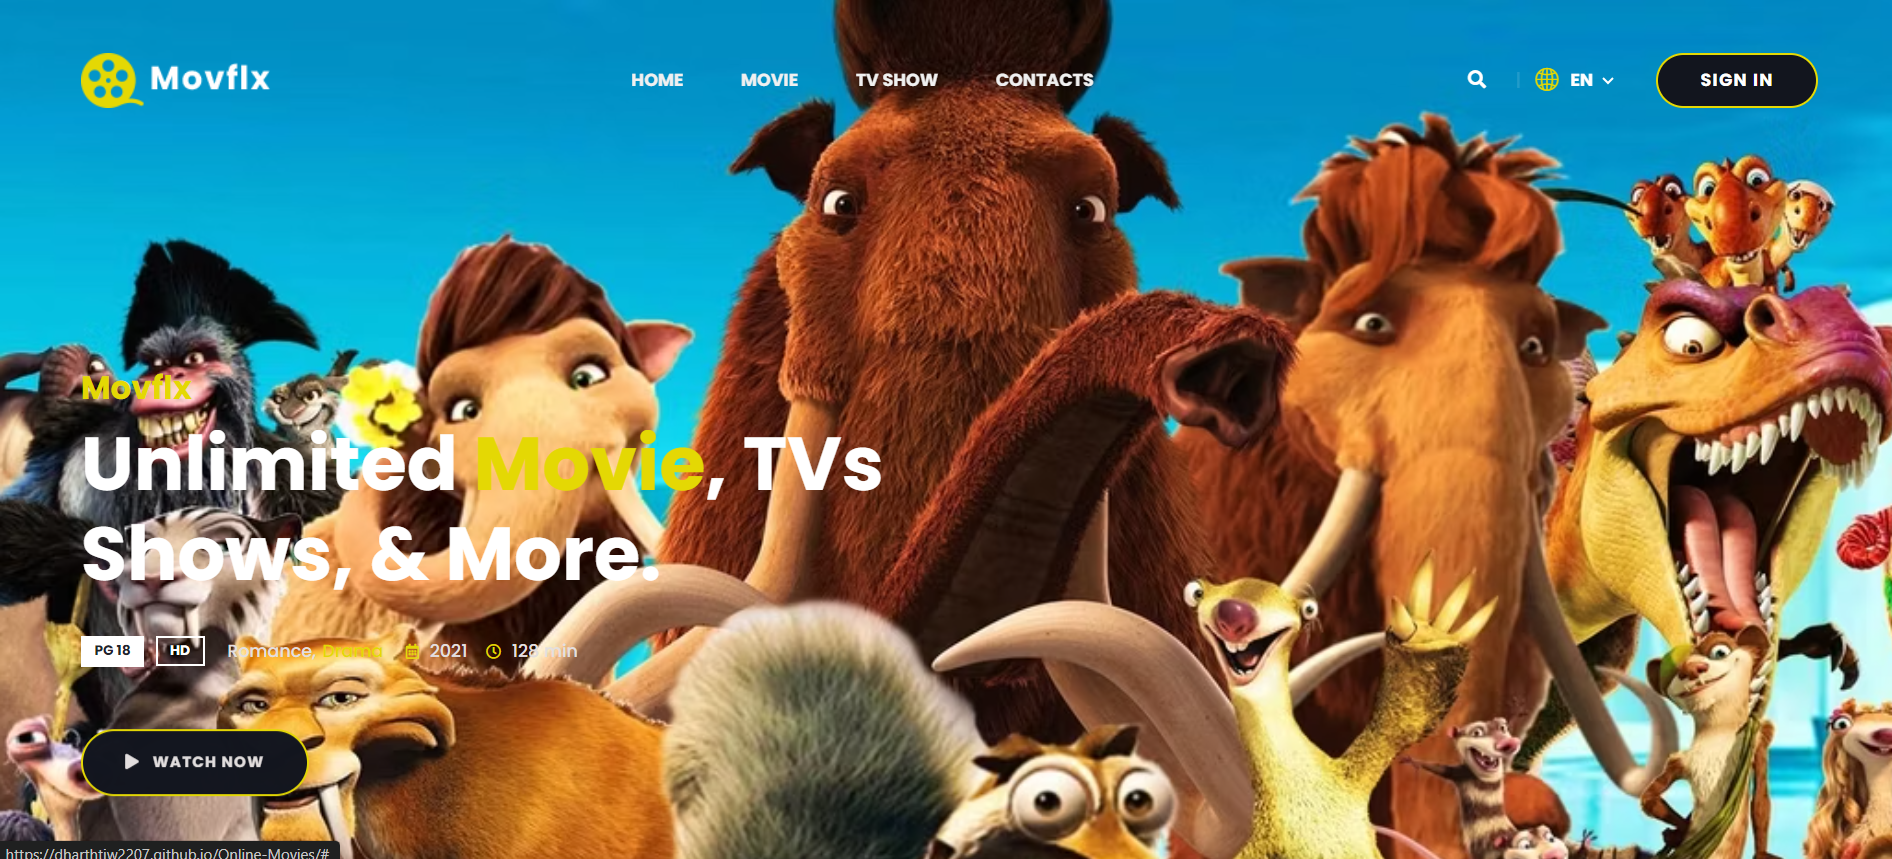 Movflx
HOME MOVIE TV SHOW CONTACTS
EN
SIGN IN
Movflx
Unlimited Movie, TVs
Shows, & More.
PG 18 HD Romance, Drama 2021 128 min
WATCH NOW
https://dharthtiw2207.github.io/Online-Movies/#